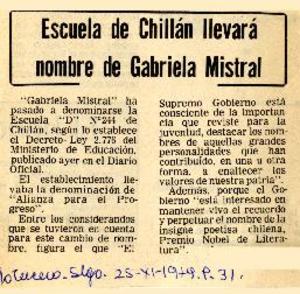 Escuela de Chillán llevará
nombre de Gabriela Mistral
"Gabriela Mistral" ha
pasado a denominarse la
Escuela "D" N° 244 de
Chillán, según lo establece
el Decreto-Ley 2.775 del
Ministerio de Educación,
publicado ayer en el Diario
Oficial.
El establecimiento lle-
vaba la denominación de
"Alianza para el Pro-
greso".
Entre los considerandos
que se tuvieron en cuenta
para este cambio de nom-
bre, figura el que "El
Supremo Gobierno está
consciente de la importan-
cia que reviste para la
juventud, destacar los nom-
bres de aquellas grandes
personalidades que han
contribuído, en una u otra
forma, a enaltecer los
valores de nuestra patria".
Además, porque el Go-
bierno "está interesado en
mantener viva el recuerdo
y perpetuar el nombre de la
insigne poetisa chilena,
Premio Nobel de Litera-
tura".
Stgo. 25-XI-1979. P. 31.